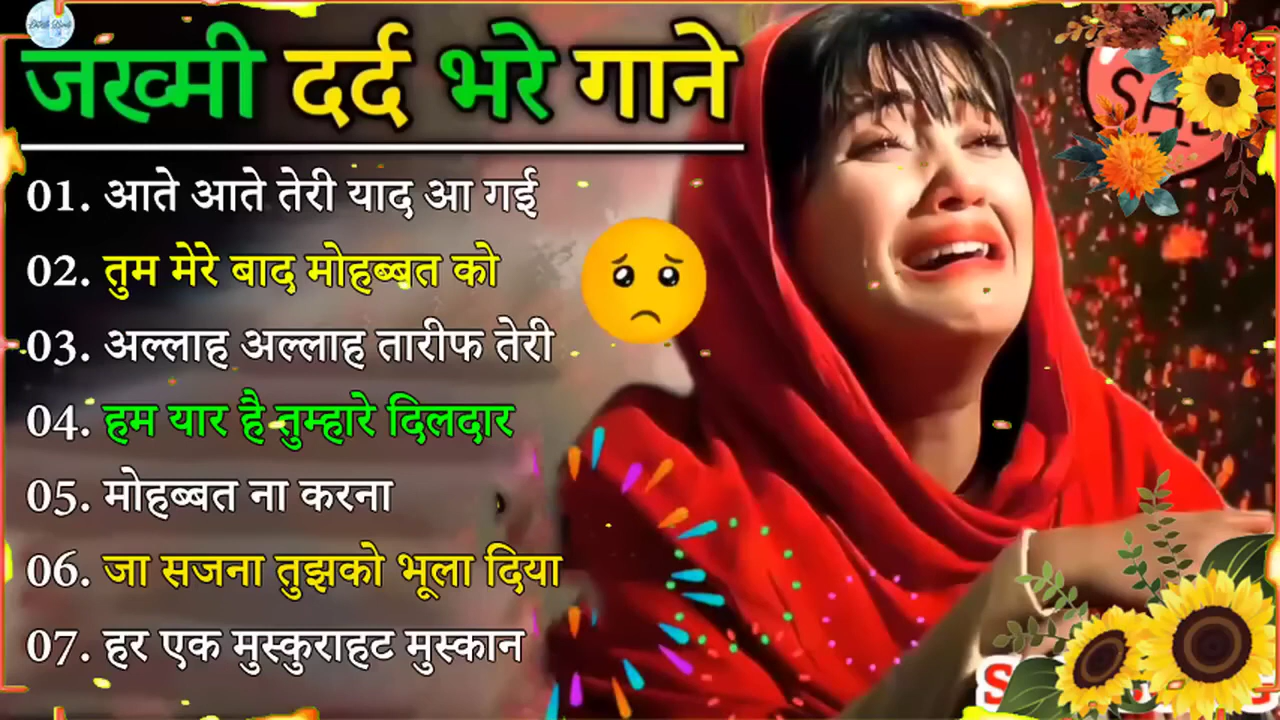 जख्मी दर्द भरे गाने
01. आते आते तेरी याद आ गई
02. तुम मेरे बाद मोहब्बत को
03. अल्लाह अल्लाह तारीफ तेरी
04. हम यार है तुम्हारे दिलदार
05. मोहब्बत ना करना
06. जा सजना तुझको भूला दिया
07. हर एक मुस्कुराहट मुस्कान